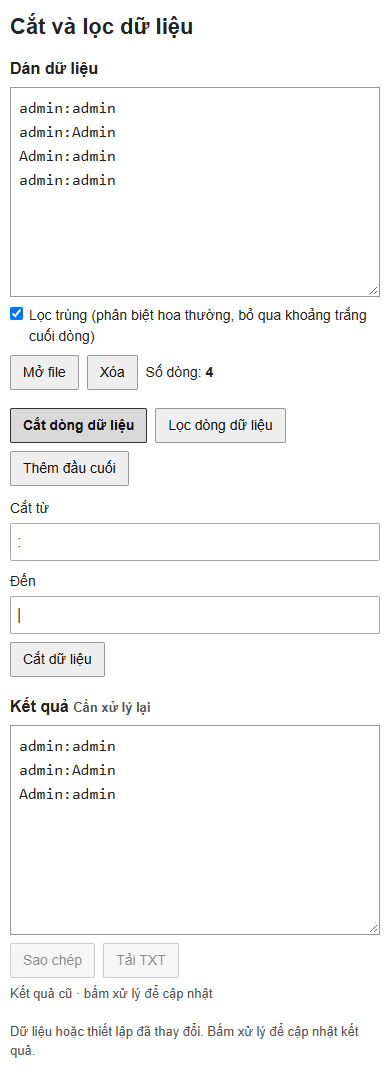 Cắt và lọc dữ liệu
Dán dữ liệu
admin:admin
admin:Admin
Admin:admin
admin:admin
Lọc trùng (phân biệt hoa thường, bỏ qua khoảng trắng
cuối dòng)
Mở file
Xóa
Số dòng: 4
Cắt dòng dữ liệu
Lọc dòng dữ liệu
Thêm đầu cuối
Cắt từ
:
Đến
|
Cắt dữ liệu
Kết quả Cần xử lý lại
admin:admin
admin:Admin
Admin:admin
Sao chép
Tải TXT
Kết quả cũ · bấm xử lý để cập nhật
Dữ liệu hoặc thiết lập đã thay đổi. Bấm xử lý để cập nhật kết
quả.